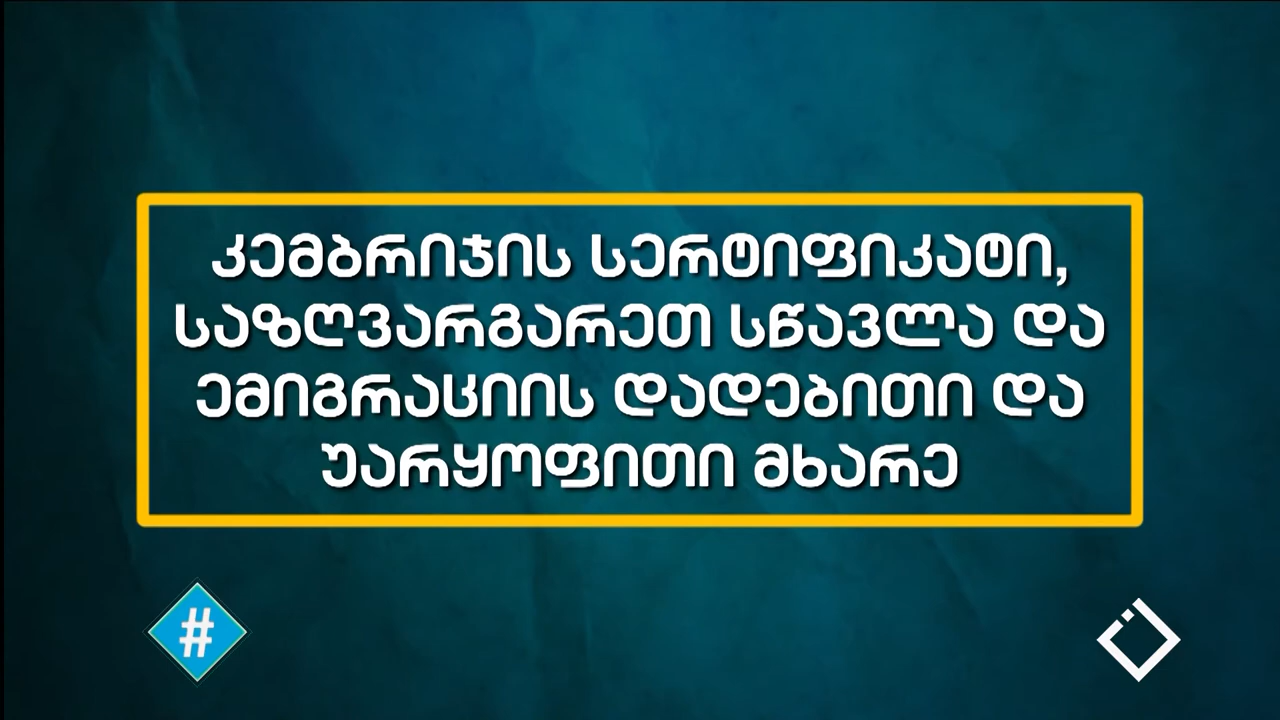 კემბრიჯის სერტიფიკატი,
საზღვარგარეთ სწავლა და
ემიგრაციის დადებითი და
უარყოფითი მხარე
#